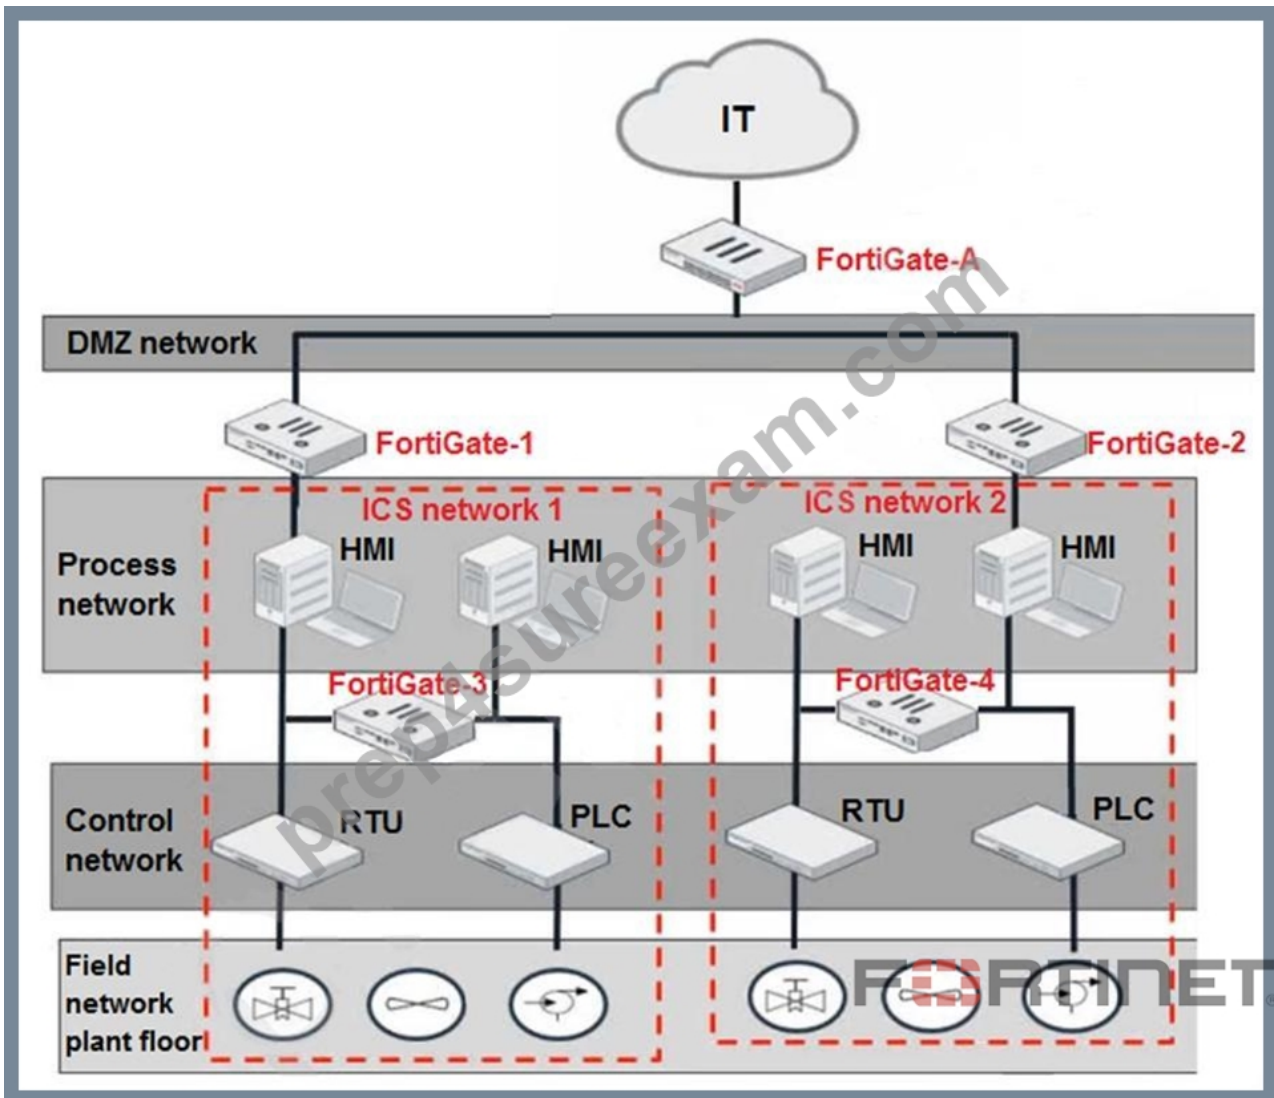 IT
FortiGate-A
DMZ network
FortiGate-1
FortiGate-2
ICS network 1
ICS network 2
HMI
HMI
HMI
HMI
Process
network
FortiGate-3
FortiGate-4
Control
network
RTU
PLC
RTU
PLC
Field
network
plant floor
FORTINET®
prep4sureexam.com